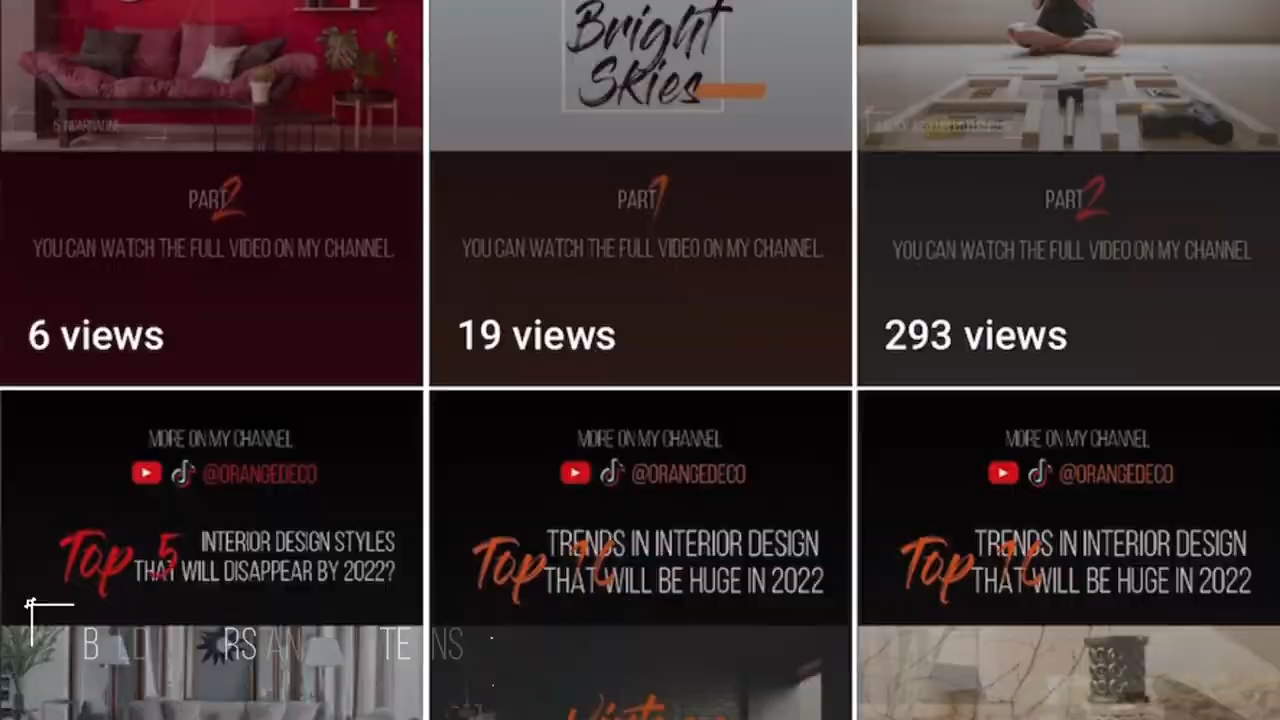 Bright
Skies
PART 2
YOU CAN WATCH THE FULL VIDEO ON MY CHANNEL.
6 views
PART 1
YOU CAN WATCH THE FULL VIDEO ON MY CHANNEL.
19 views
PART 2
YOU CAN WATCH THE FULL VIDEO ON MY CHANNEL
293 views
MORE ON MY CHANNEL
@ORANGEDECO
Top 5 INTERIOR DESIGN STYLES
THAT WILL DISAPPEAR BY 2022?
MORE ON MY CHANNEL
@ORANGEDECO
Top 14 TRENDS IN INTERIOR DESIGN
THAT WILL BE HUGE IN 2022
MORE ON MY CHANNEL
@ORANGEDECO
Top 14 TRENDS IN INTERIOR DESIGN
THAT WILL BE HUGE IN 2022